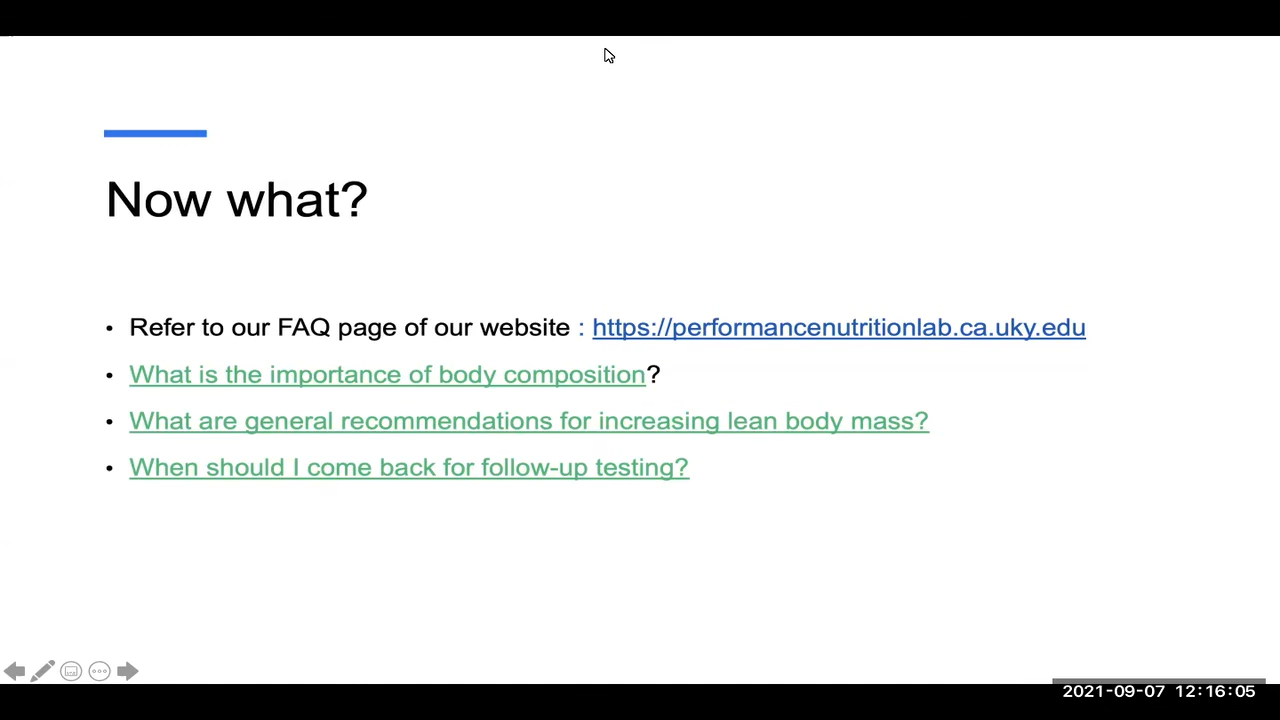 Now what?
• Refer to our FAQ page of our website : https://performancenutritionlab.ca.uky.edu
• What is the importance of body composition?
• What are general recommendations for increasing lean body mass?
• When should I come back for follow-up testing?
2021-09-07 12:16:05